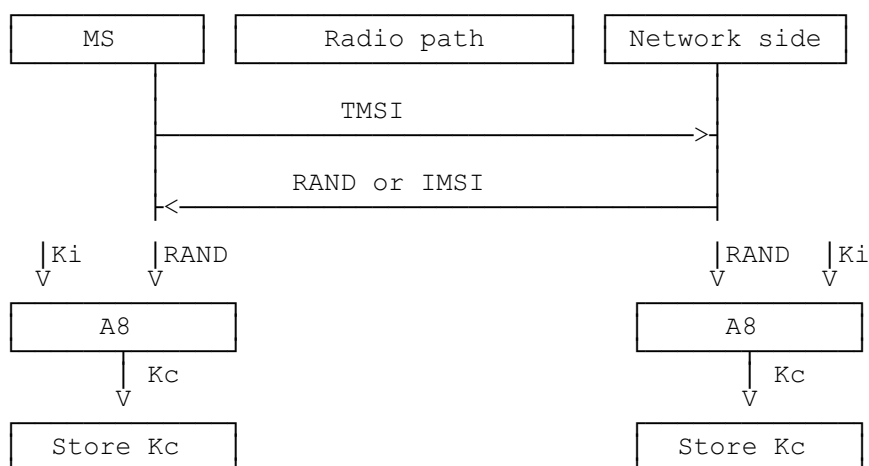 MS Radio path Network side
TMSI
RAND or IMSI
Ki RAND RAND Ki
A8 A8
Kc Kc
Store Kc Store Kc